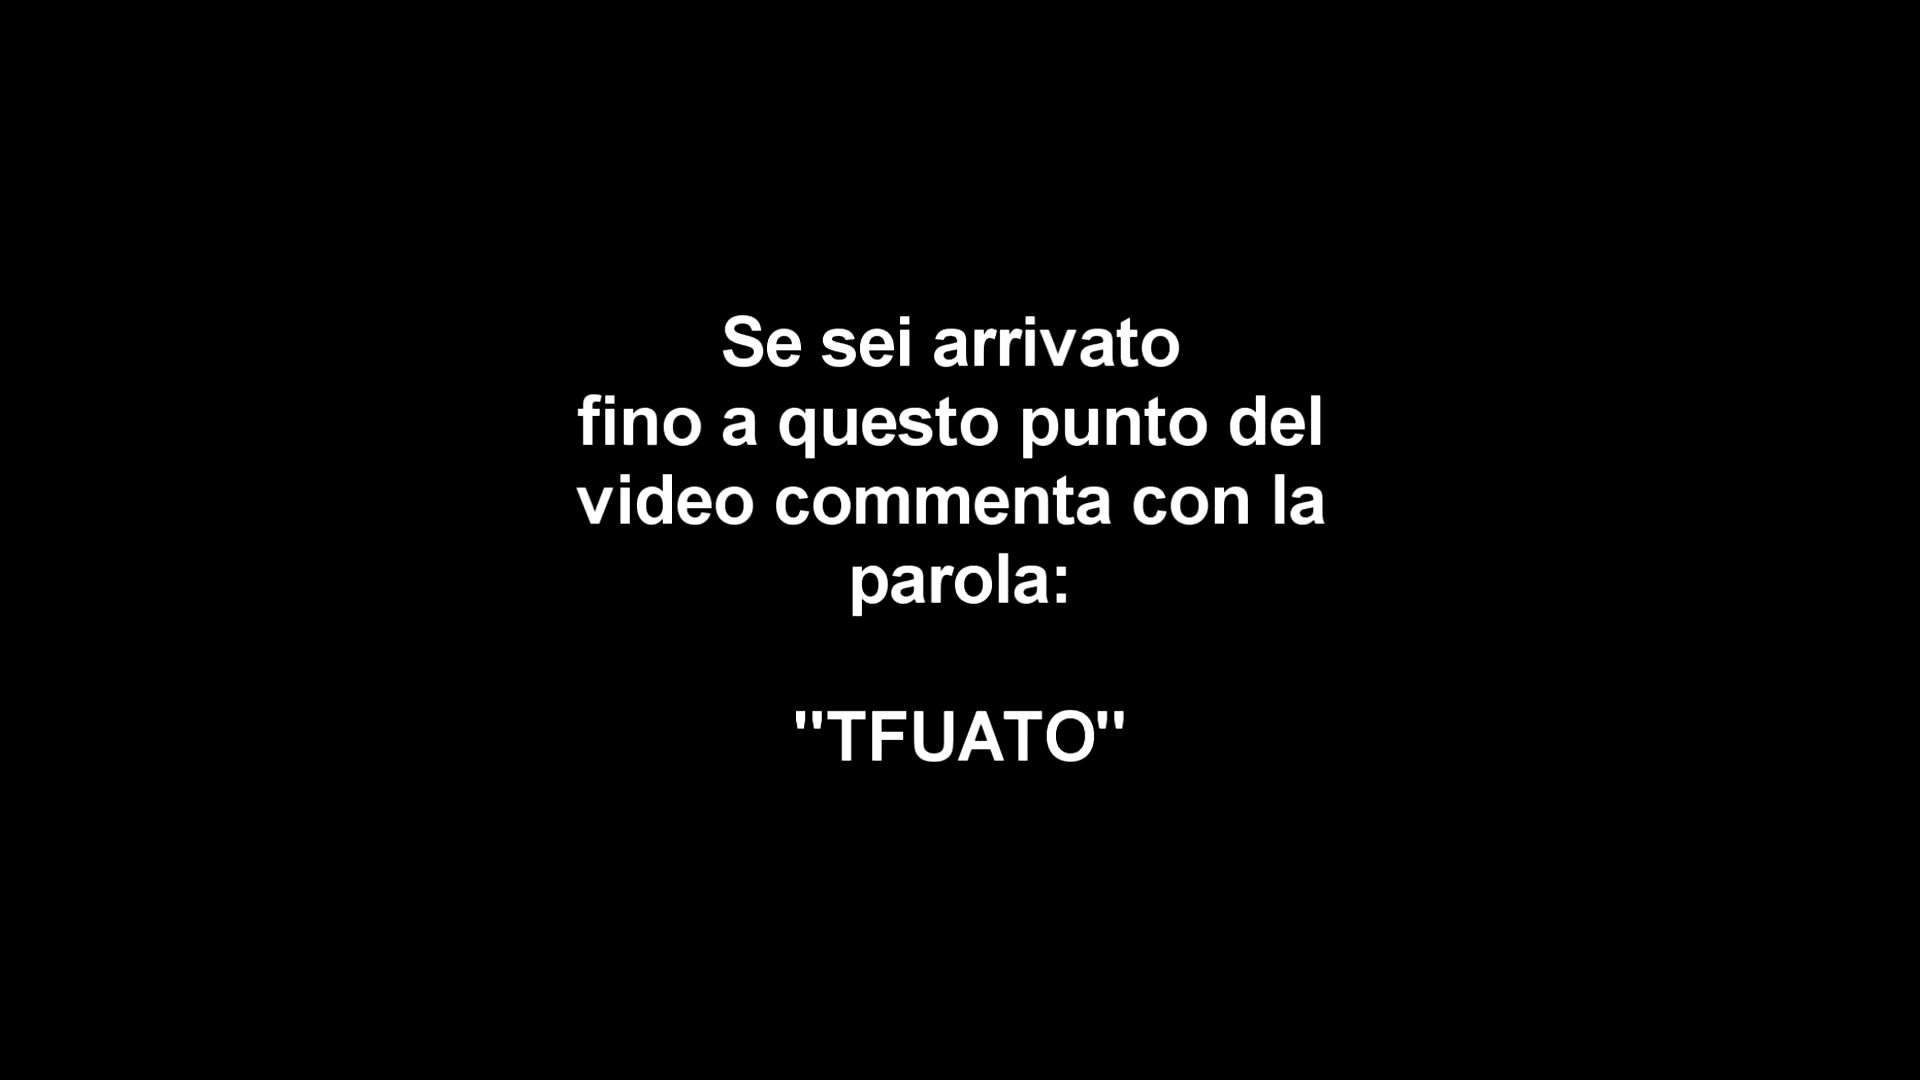 Se sei arrivato
fino a questo punto del
video commenta con la
parola:
"TFUATO"